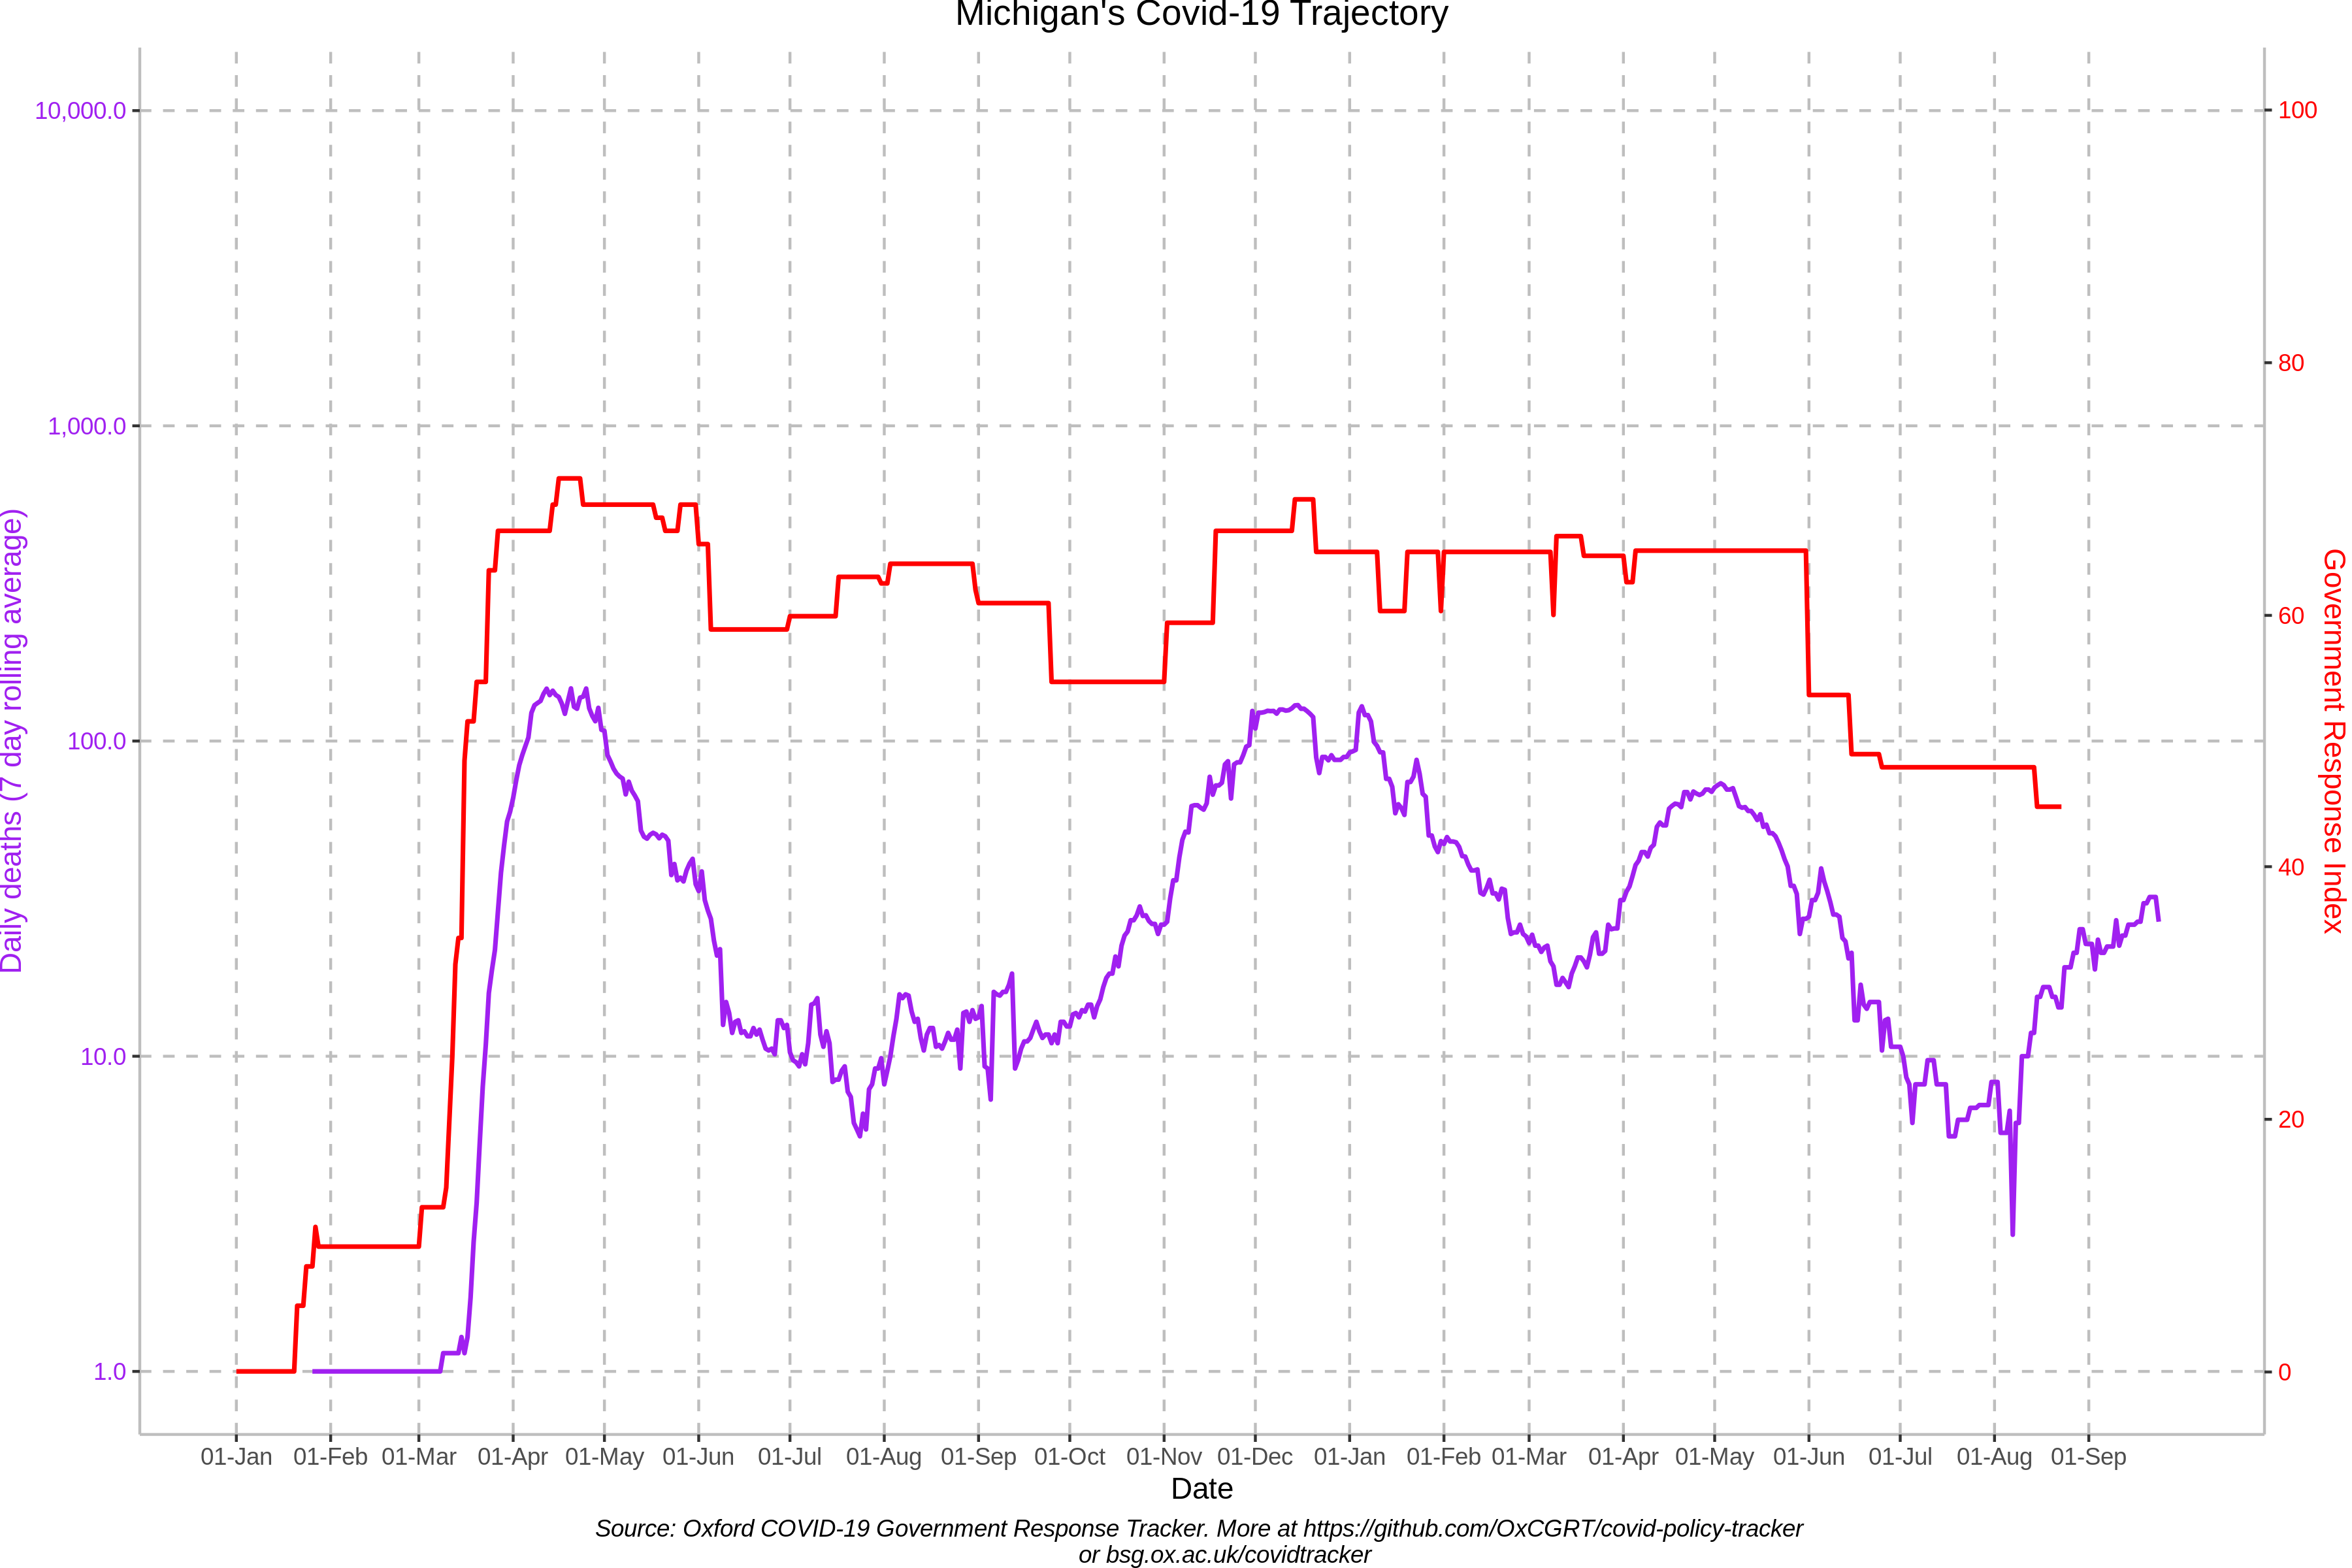 Michigan's Covid-19 Trajectory
10,000.0
1,000.0
100.0
10.0
1.0
Daily deaths (7 day rolling average)
100
80
60
40
20
0
Government Response Index
01-Jan 01-Feb 01-Mar 01-Apr 01-May 01-Jun 01-Jul 01-Aug 01-Sep 01-Oct 01-Nov 01-Dec 01-Jan 01-Feb 01-Mar 01-Apr 01-May 01-Jun 01-Jul 01-Aug 01-Sep
Date
Source: Oxford COVID-19 Government Response Tracker. More at https://github.com/OxCGRT/covid-policy-tracker
or bsg.ox.ac.uk/covidtracker